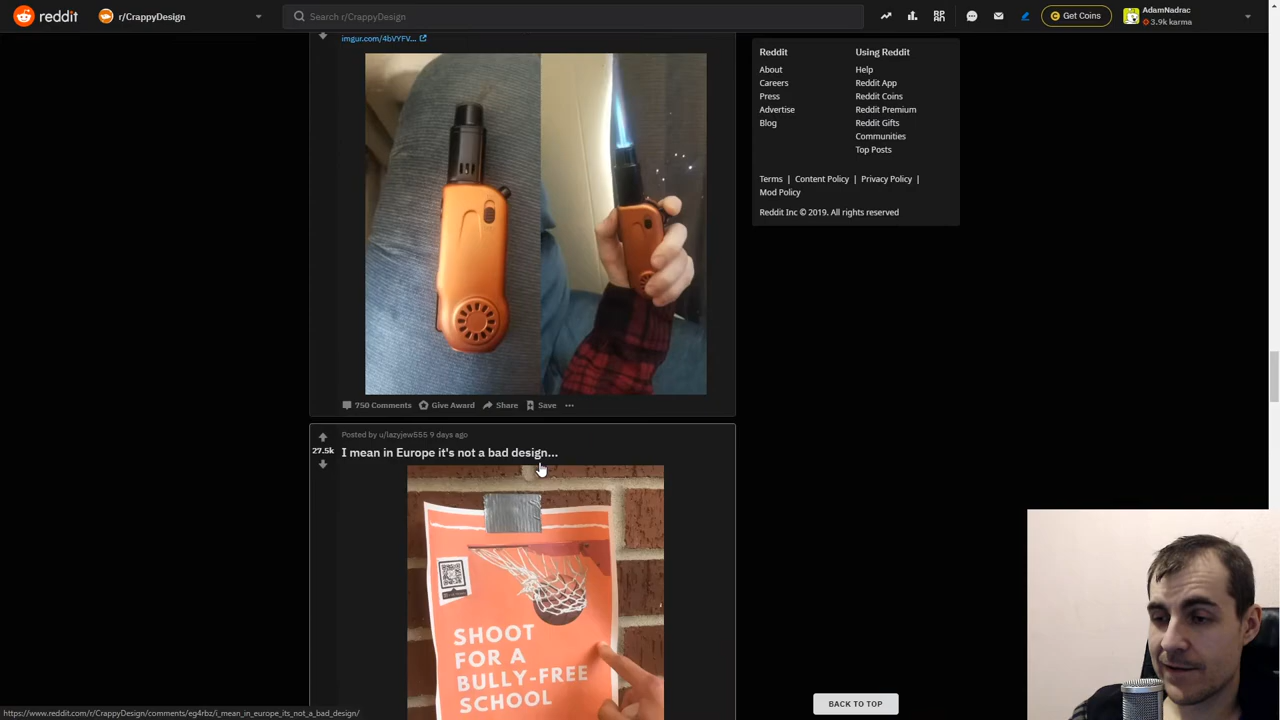 reddit
r/CrappyDesign
Search r/CrappyDesign
Get Coins
AdamNadrac
3.9k karma
imgur.com/4bVYFV...
750 Comments
Give Award
Share
Save
Posted by u/lazyjew555 9 days ago
27.5k
I mean in Europe it's not a bad design...
SHOOT
FOR A
BULLY-FREE
SCHOOL
Reddit
Using Reddit
About
Help
Careers
Reddit App
Press
Reddit Coins
Advertise
Reddit Premium
Blog
Reddit Gifts
Communities
Top Posts
Terms | Content Policy | Privacy Policy |
Mod Policy
Reddit Inc © 2019. All rights reserved
BACK TO TOP
https://www.reddit.com/r/CrappyDesign/comments/eg4rbz/i_mean_in_europe_its_not_a_bad_design/